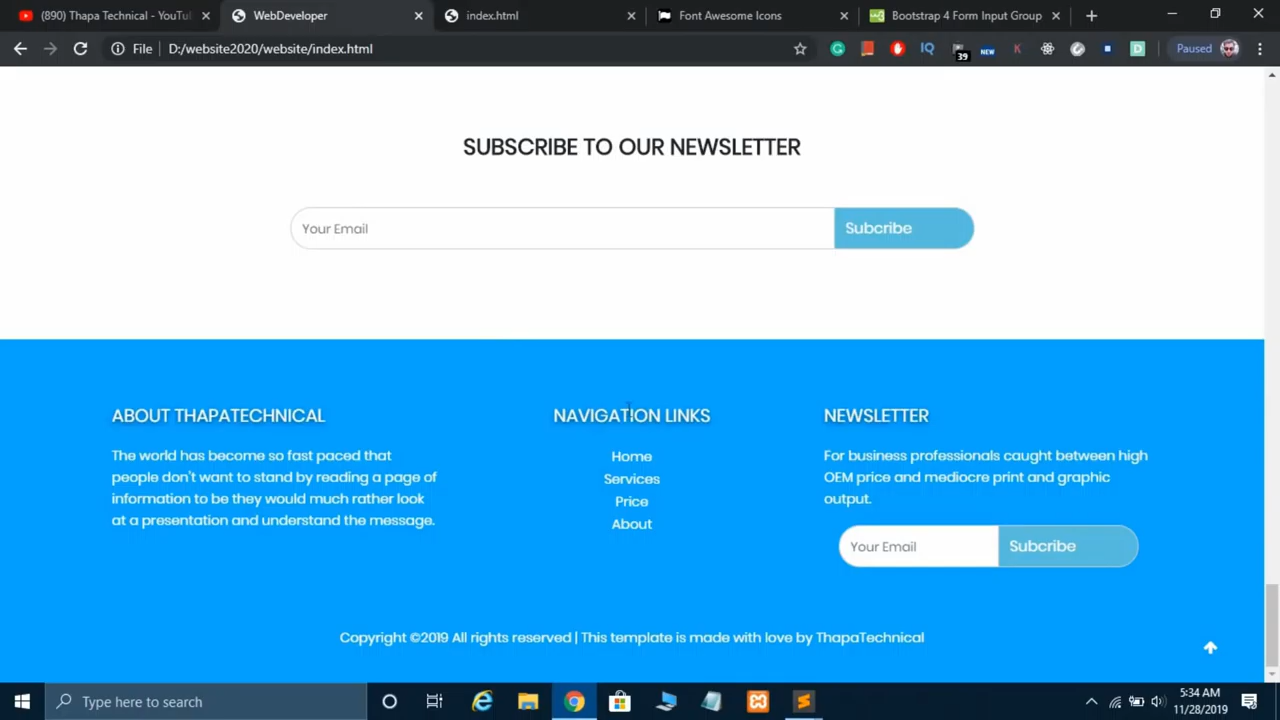 (890) Thapa Technical - YouTu
WebDeveloper
index.html
Font Awesome Icons
Bootstrap 4 Form Input Group
File
D:/website2020/website/index.html
IQ
39
NEW
K
D
Paused
SUBSCRIBE TO OUR NEWSLETTER
Your Email
Subcribe
ABOUT THAPATECHNICAL
The world has become so fast paced that
people don't want to stand by reading a page of
information to be they would much rather look
at a presentation and understand the message.
NAVIGATION LINKS
Home
Services
Price
About
NEWSLETTER
For business professionals caught between high
OEM price and mediocre print and graphic
output.
Your Email
Subcribe
Copyright ©2019 All rights reserved | This template is made with love by ThapaTechnical
Type here to search
5:34 AM
11/28/2019